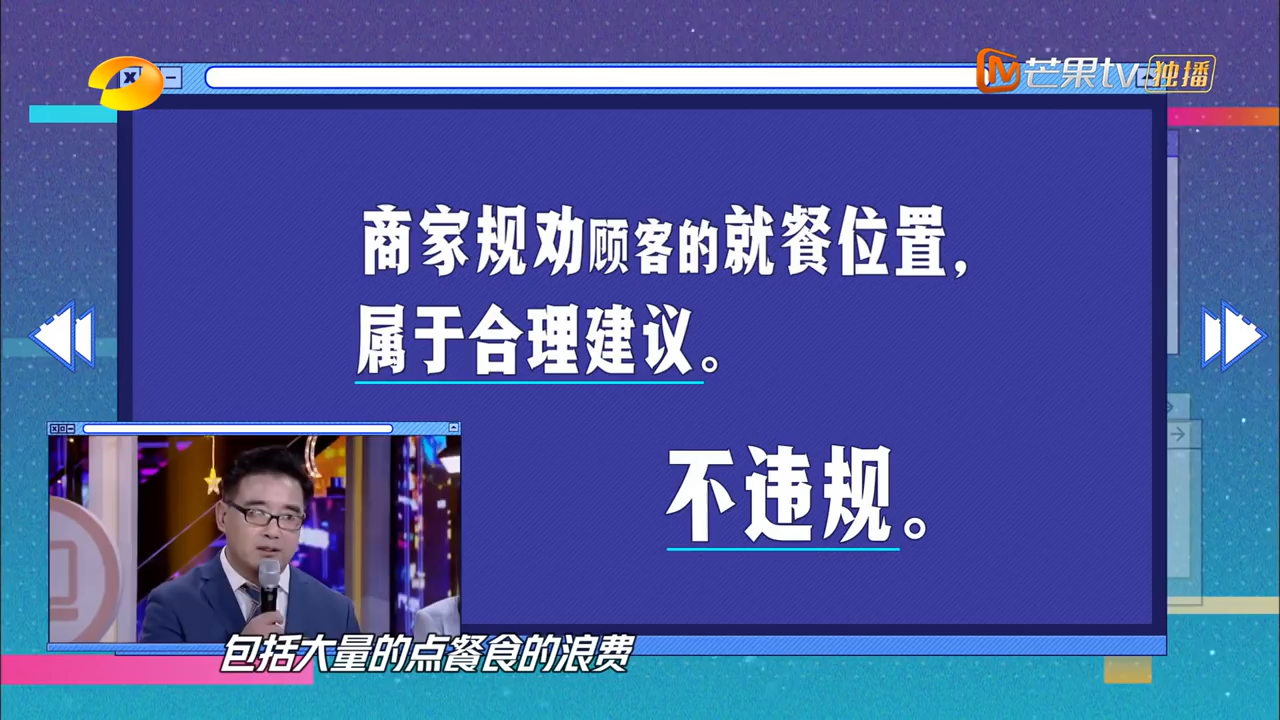 芒果tv独播
商家规劝顾客的就餐位置，
属于合理建议。
不违规。
包括大量的点餐食的浪费